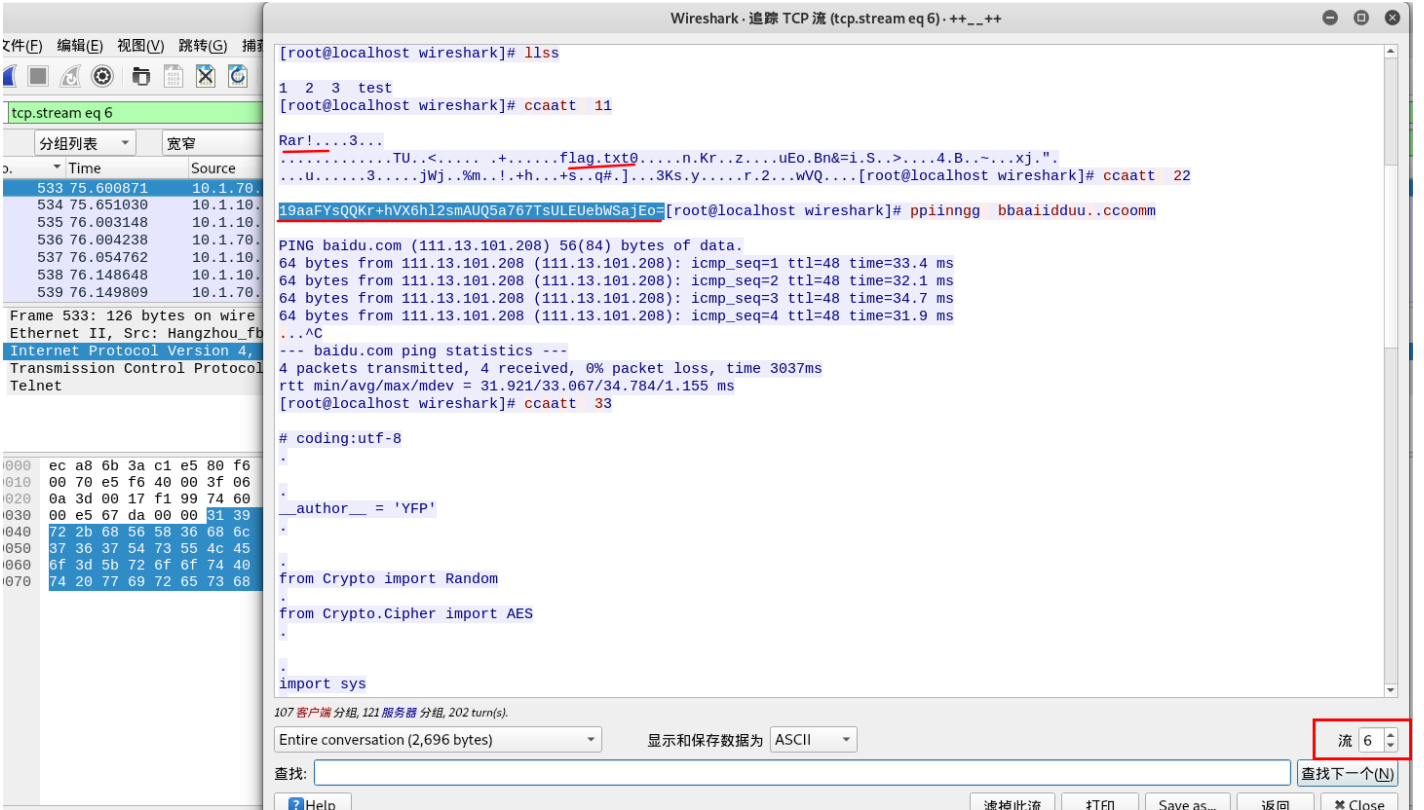 Wireshark · 追踪 TCP 流 (tcp.stream eq 6) · ++__++
文件(F) 编辑(E) 视图(V) 跳转(G) 捕获
tcp.stream eq 6
分组列表 宽窄
Time Source
533 75.600871 10.1.70.
534 75.651030 10.1.10.
535 76.003148 10.1.10.
536 76.004238 10.1.70.
537 76.054762 10.1.10.
538 76.148648 10.1.10.
539 76.149809 10.1.70.
Frame 533: 126 bytes on wire
Ethernet II, Src: Hangzhou_fb
Internet Protocol Version 4,
Transmission Control Protocol
Telnet
0000 ec a8 6b 3a c1 e5 80 f6
0010 00 70 e5 f6 40 00 3f 06
0020 0a 3d 00 17 f1 99 74 60
0030 00 e5 67 da 00 00 31 39
0040 72 2b 68 56 58 36 68 6c
0050 37 36 37 54 73 55 4c 45
0060 6f 3d 5b 72 6f 6f 74 40
0070 74 20 77 69 72 65 73 68
[root@localhost wireshark]# llss
1 2 3 test
[root@localhost wireshark]# ccaatt 11
Rar!....3...
.............TU..<..... .+......flag.txt0.....n.Kr..z....uEo.Bn&=i.S..>....4.B..~...xj.".
...u......3.....jWj..%m..!.+h...+s..q#.]...3Ks.y.....r.2...wVQ....[root@localhost wireshark]# ccaatt 22
19aaFYsQQKr+hVX6hl2smAUQ5a767TsULEUebWSajEo=[root@localhost wireshark]# ppiinngg bbaaiidduu..ccoomm
PING baidu.com (111.13.101.208) 56(84) bytes of data.
64 bytes from 111.13.101.208 (111.13.101.208): icmp_seq=1 ttl=48 time=33.4 ms
64 bytes from 111.13.101.208 (111.13.101.208): icmp_seq=2 ttl=48 time=32.1 ms
64 bytes from 111.13.101.208 (111.13.101.208): icmp_seq=3 ttl=48 time=34.7 ms
64 bytes from 111.13.101.208 (111.13.101.208): icmp_seq=4 ttl=48 time=31.9 ms
...^C
--- baidu.com ping statistics ---
4 packets transmitted, 4 received, 0% packet loss, time 3037ms
rtt min/avg/max/mdev = 31.921/33.067/34.784/1.155 ms
[root@localhost wireshark]# ccaatt 33
# coding:utf-8
.
.
__author__ = 'YFP'
.
.
from Crypto import Random
.
from Crypto.Cipher import AES
.
.
import sys
107 客户端 分组, 121 服务器 分组, 202 turn(s).
Entire conversation (2,696 bytes) 显示和保存数据为 ASCII 流 6
查找: 查找下一个(N)
Help 滤掉此流 打印 Save as... 返回 Close